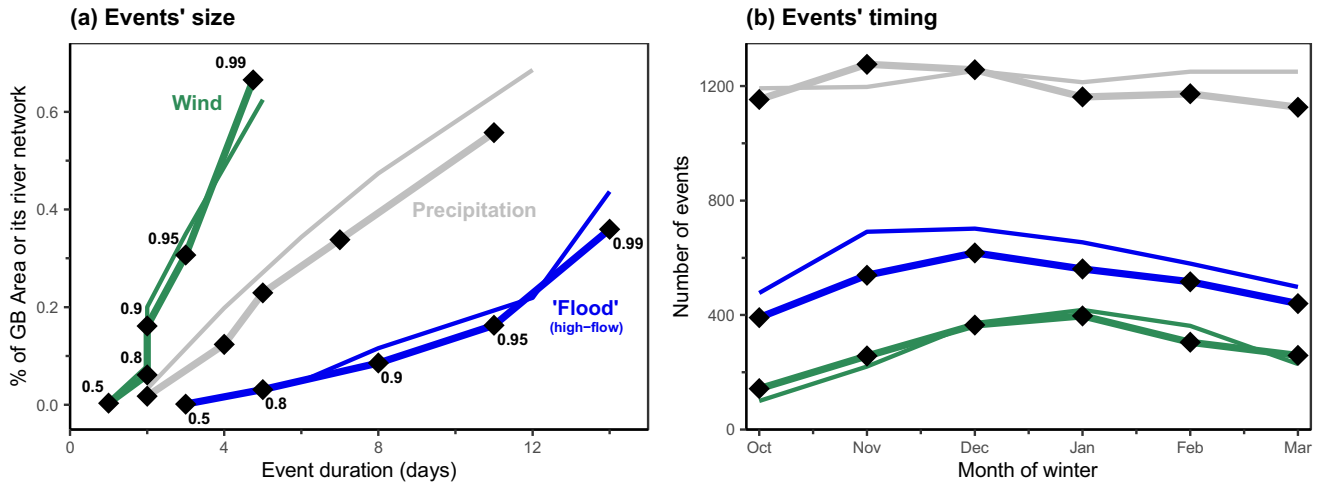 (a) Events' size
% of GB Area or its river network
0.6
0.4
0.2
0.0
0.99
Wind
0.95
0.9
0.8
0.5
Precipitation
'Flood'
(high−flow)
0.99
0.95
0.9
0.8
0.5
0 4 8 12
Event duration (days)
(b) Events' timing
Number of events
1200
800
400
0
Oct Nov Dec Jan Feb Mar
Month of winter